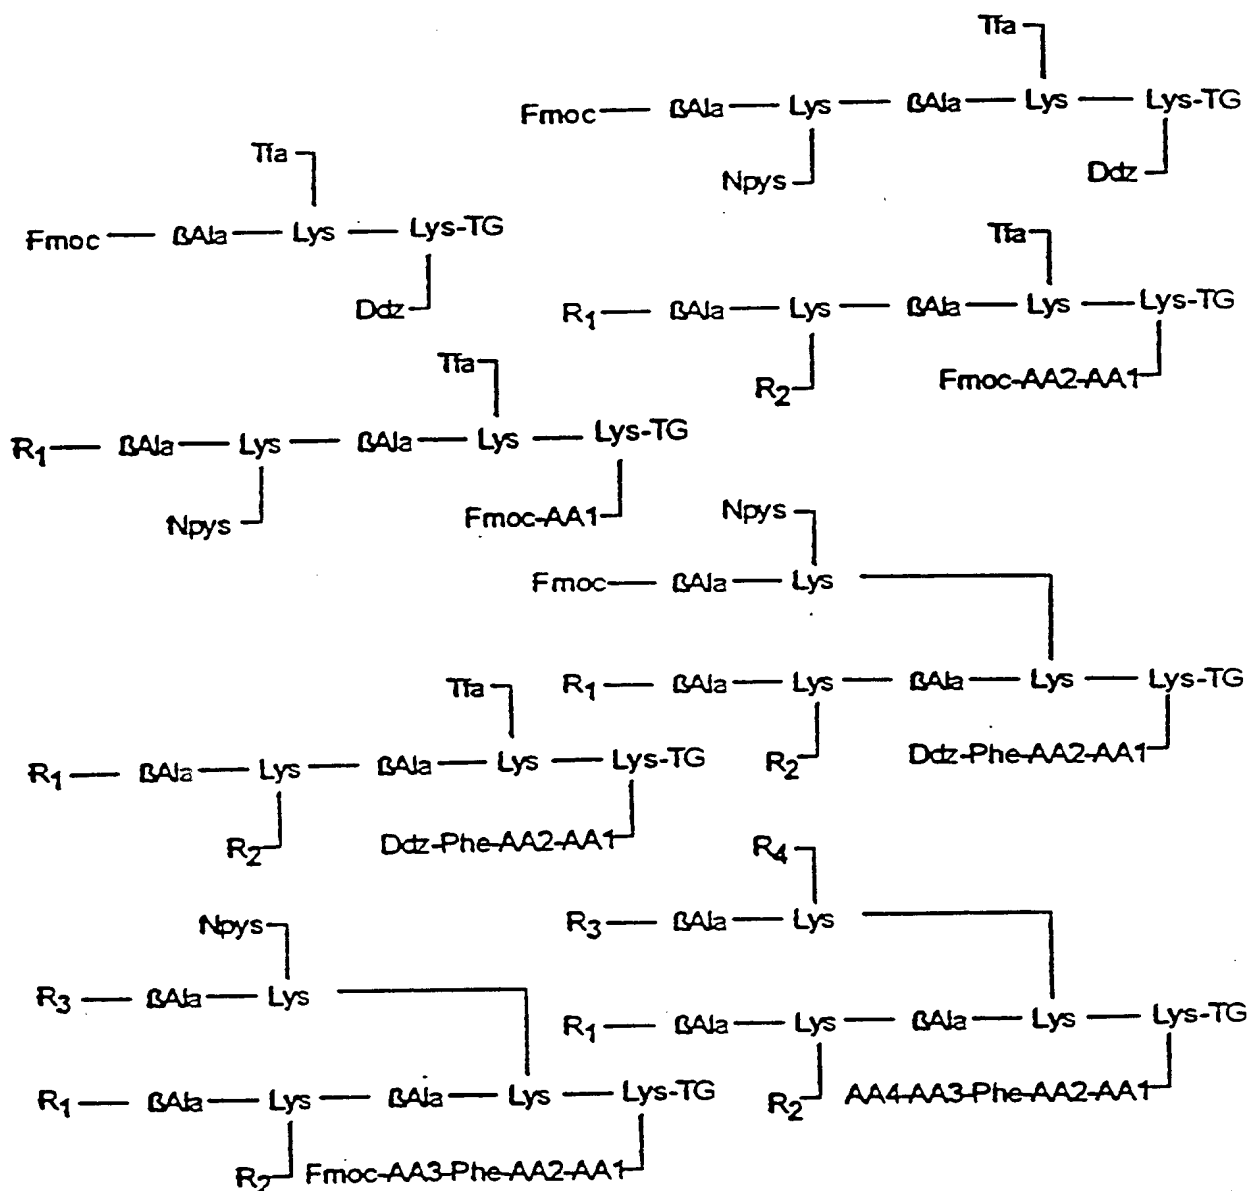 Tfa
Fmoc — ßAla — Lys — ßAla — Lys — Lys-TG
Npys
Ddz
Tfa
Fmoc — ßAla — Lys — Lys-TG
Ddz
Tfa
R1 — ßAla — Lys — ßAla — Lys — Lys-TG
R2
Fmoc-AA2-AA1
Tfa
R1 — ßAla — Lys — ßAla — Lys — Lys-TG
Npys
Fmoc-AA1
Npys
Fmoc — ßAla — Lys
R1 — ßAla — Lys — ßAla — Lys — Lys-TG
R2
Ddz-Phe-AA2-AA1
Tfa
R1 — ßAla — Lys — ßAla — Lys — Lys-TG
R2
Ddz-Phe-AA2-AA1
R4
R3 — ßAla — Lys
R1 — ßAla — Lys — ßAla — Lys — Lys-TG
R2
AA4-AA3-Phe-AA2-AA1
Npys
R3 — ßAla — Lys
R1 — ßAla — Lys — ßAla — Lys — Lys-TG
R2
Fmoc-AA3-Phe-AA2-AA1